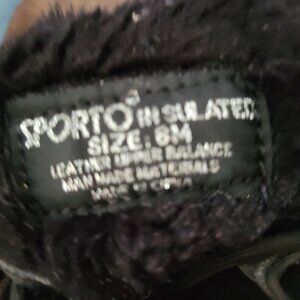 SPORTO® INSULATED
SIZE: 8M
LEATHER UPPER BALANCE
MAN MADE MATERIALS
MADE IN CHINA